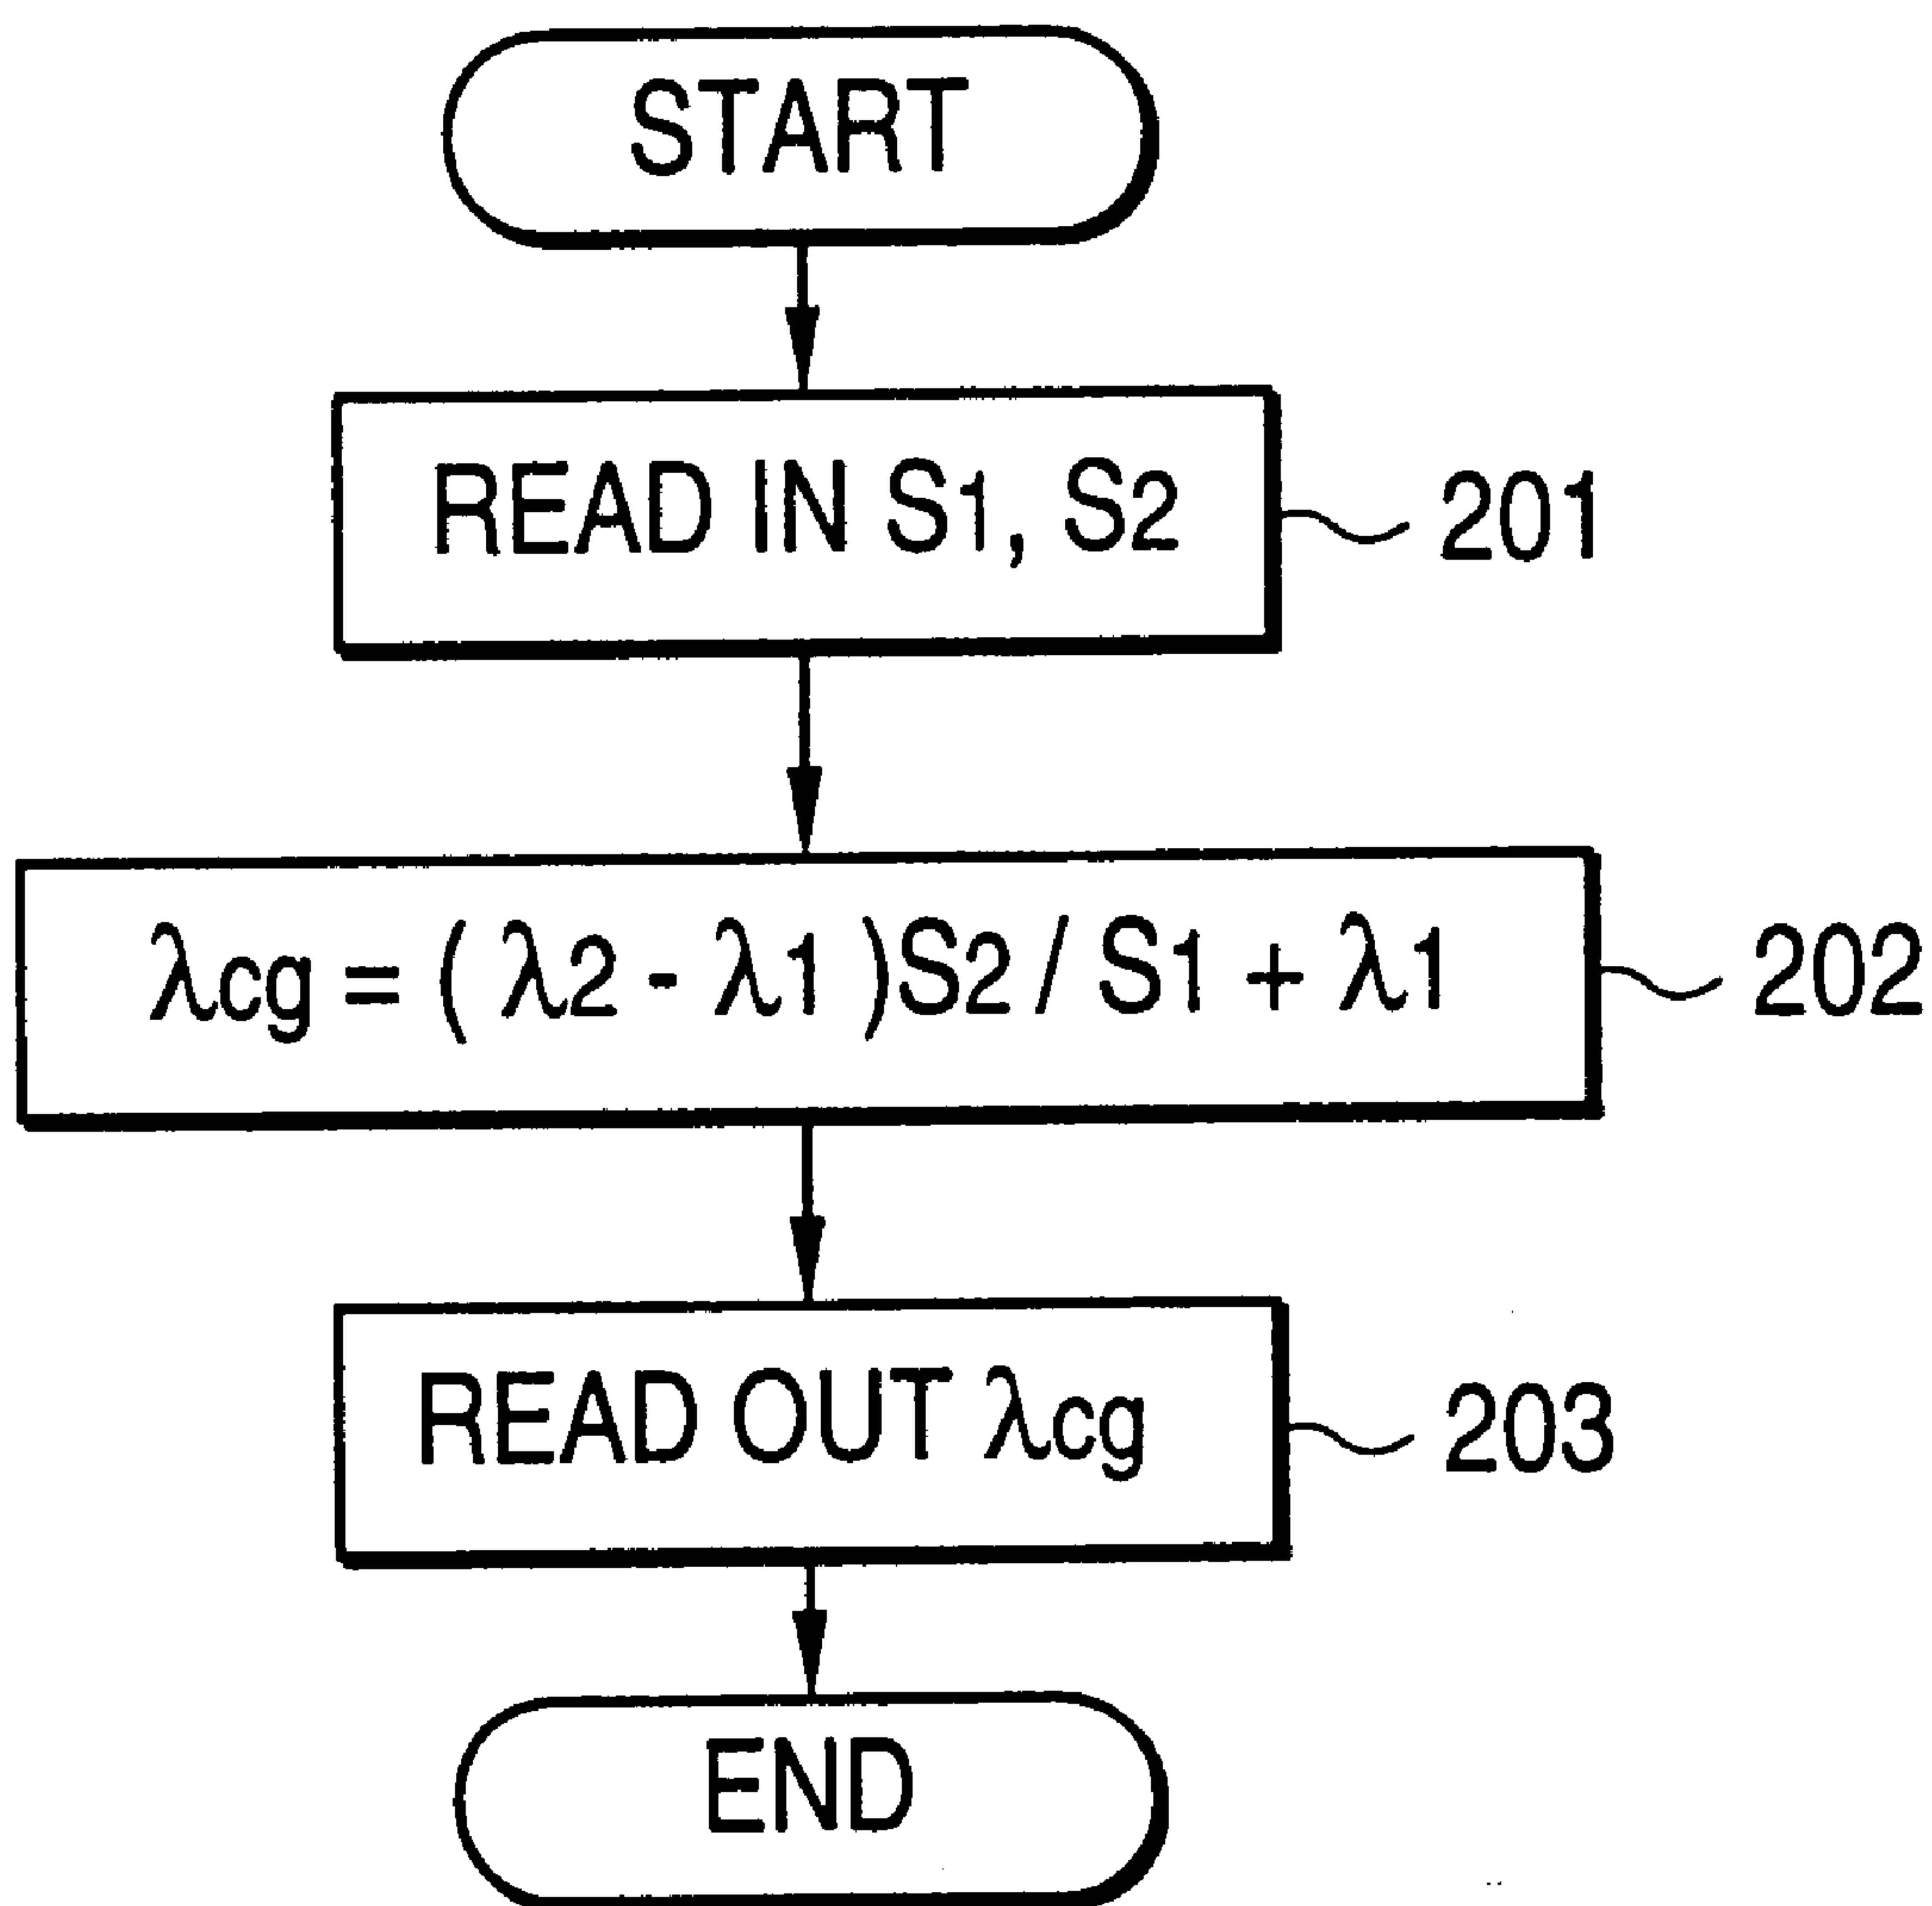 START
READ IN S1, S2
201
λcg = ( λ2 - λ1 )S2 / S1 + λ1
202
READ OUT λcg
203
END